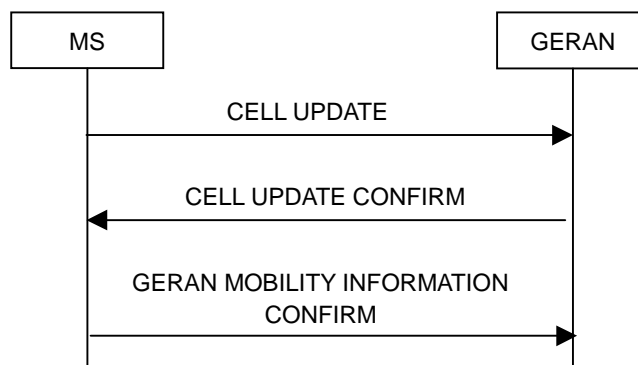 MS
GERAN
CELL UPDATE
CELL UPDATE CONFIRM
GERAN MOBILITY INFORMATION
CONFIRM